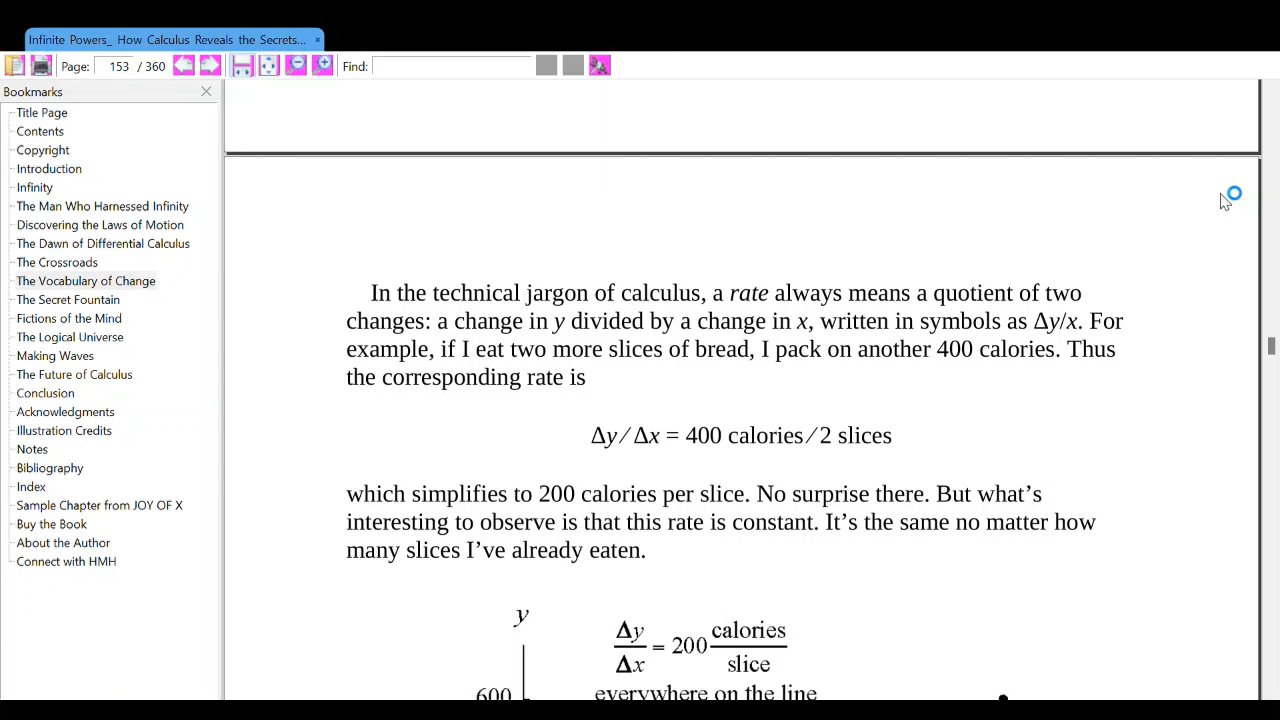 Infinite Powers_ How Calculus Reveals the Secrets... ×
Page: 153 / 360 Find:
Bookmarks
Title Page
Contents
Copyright
Introduction
Infinity
The Man Who Harnessed Infinity
Discovering the Laws of Motion
The Dawn of Differential Calculus
The Crossroads
The Vocabulary of Change
The Secret Fountain
Fictions of the Mind
The Logical Universe
Making Waves
The Future of Calculus
Conclusion
Acknowledgments
Illustration Credits
Notes
Bibliography
Index
Sample Chapter from JOY OF X
Buy the Book
About the Author
Connect with HMH
In the technical jargon of calculus, a rate always means a quotient of two
changes: a change in y divided by a change in x, written in symbols as Δy/x. For
example, if I eat two more slices of bread, I pack on another 400 calories. Thus
the corresponding rate is
Δy ∕ Δx = 400 calories ∕ 2 slices
which simplifies to 200 calories per slice. No surprise there. But what’s
interesting to observe is that this rate is constant. It’s the same no matter how
many slices I’ve already eaten.
y
Δy calories
= 200
Δx slice
600 everywhere on the line